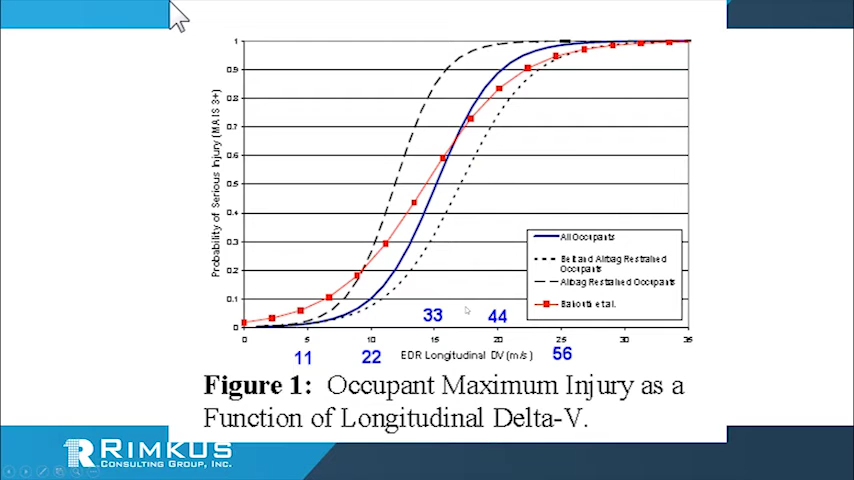 1
0.9
0.8
0.7
0.6
0.5
0.4
0.3
0.2
0.1
0
Probability of Serious Injury (MAIS 3+)
All Occupants
Belt and Airbag Restrained
Occupants
Airbag Restrained Occupants
33
44
0 5 10 15 20 25 30 35
11 22 EDR Longitudinal DV (m/s) 56
Figure 1: Occupant Maximum Injury as a
Function of Longitudinal Delta-V.
RIMKUS
CONSULTING GROUP, INC.